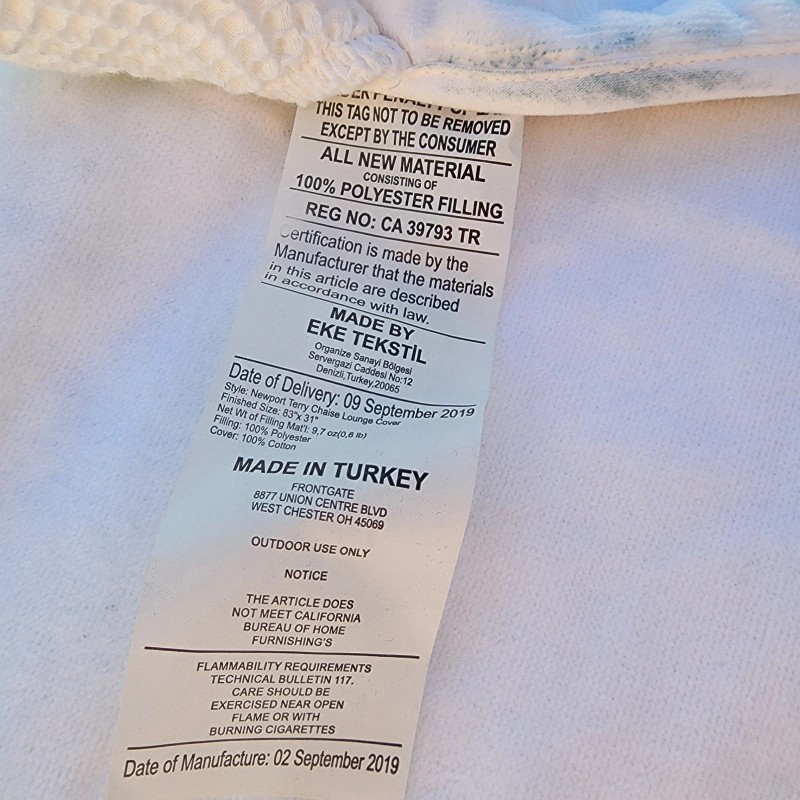 UNDER PENALTY OF
THIS TAG NOT TO BE REMOVED
EXCEPT BY THE CONSUMER
ALL NEW MATERIAL
CONSISTING OF
100% POLYESTER FILLING
REG NO: CA 39793 TR
Certification is made by the
Manufacturer that the materials
in this article are described
in accordance with law.
MADE BY
EKE TEKSTİL
Organize Sanayi Bölgesi
Servergazi Caddesi No:12
Denizli,Turkey,20065
Date of Delivery: 09 September 2019
Style: Newport Terry Chaise Lounge Cover
Finished Size: 83"x 31"
Net Wt of Filling Mat'l: 9,7 oz(0,6 lb)
Filling: 100% Polyester
Cover: 100% Cotton
MADE IN TURKEY
FRONTGATE
8877 UNION CENTRE BLVD
WEST CHESTER OH 45069
OUTDOOR USE ONLY
NOTICE
THE ARTICLE DOES
NOT MEET CALIFORNIA
BUREAU OF HOME
FURNISHING'S
FLAMMABILITY REQUIREMENTS
TECHNICAL BULLETIN 117.
CARE SHOULD BE
EXERCISED NEAR OPEN
FLAME OR WITH
BURNING CIGARETTES
Date of Manufacture: 02 September 2019